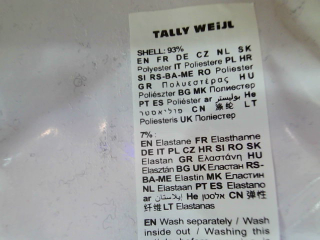 TALLY WEiJL
SHELL: 93%
EN FR DE CZ NL SK
Polyester IT Poliestere PL HR
SI RS-BA-ME RO Poliester
GR Πολυεστέρας HU
Poliészter BG MK Полиестер
PT ES Poliéster ar بوليستر He
פוליאסטר CN 涤纶 LT
Poliesteris UK Поліестер
7% :
EN Elastane FR Elasthanne
DE IT PL CZ HR SI RO SK
Elastan GR Ελαστάνη HU
Elasztán BG UK Еластан RS-
BA-ME Elastin MK Еластин
NL Elastaan PT ES Elastano
ar ايلاستان He אלסטן CN 弹性
纤维 LT Elastanas
EN Wash separately / Wash
inside out / Washing this